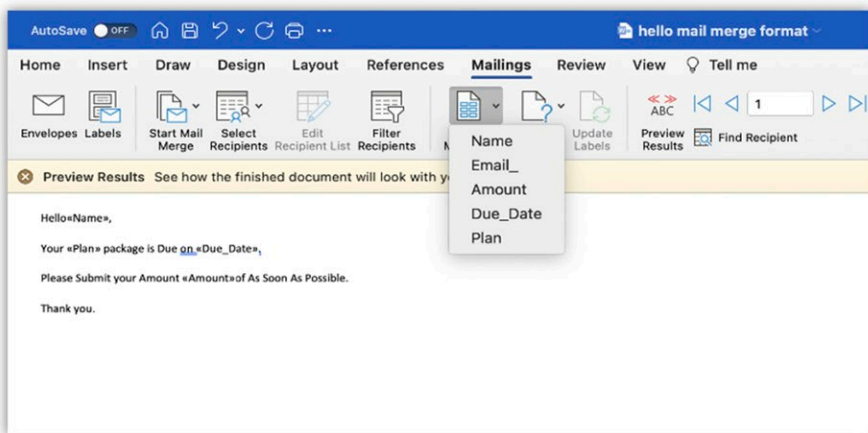 AutoSave OFF ... hello mail merge format
Home Insert Draw Design Layout References Mailings Review View Tell me
Envelopes Labels Start Mail Merge Select Recipients Edit Recipient List Filter Recipients Update Labels ABC Preview Results 1 Find Recipient
Name
Email_
Amount
Due_Date
Plan
Preview Results See how the finished document will look with
Hello«Name»,
Your «Plan» package is Due on «Due_Date»,
Please Submit your Amount «Amount»of As Soon As Possible.
Thank you.